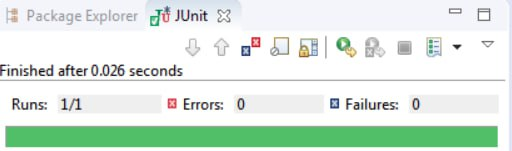 Package Explorer JUnit
Finished after 0.026 seconds
Runs: 1/1 Errors: 0 Failures: 0